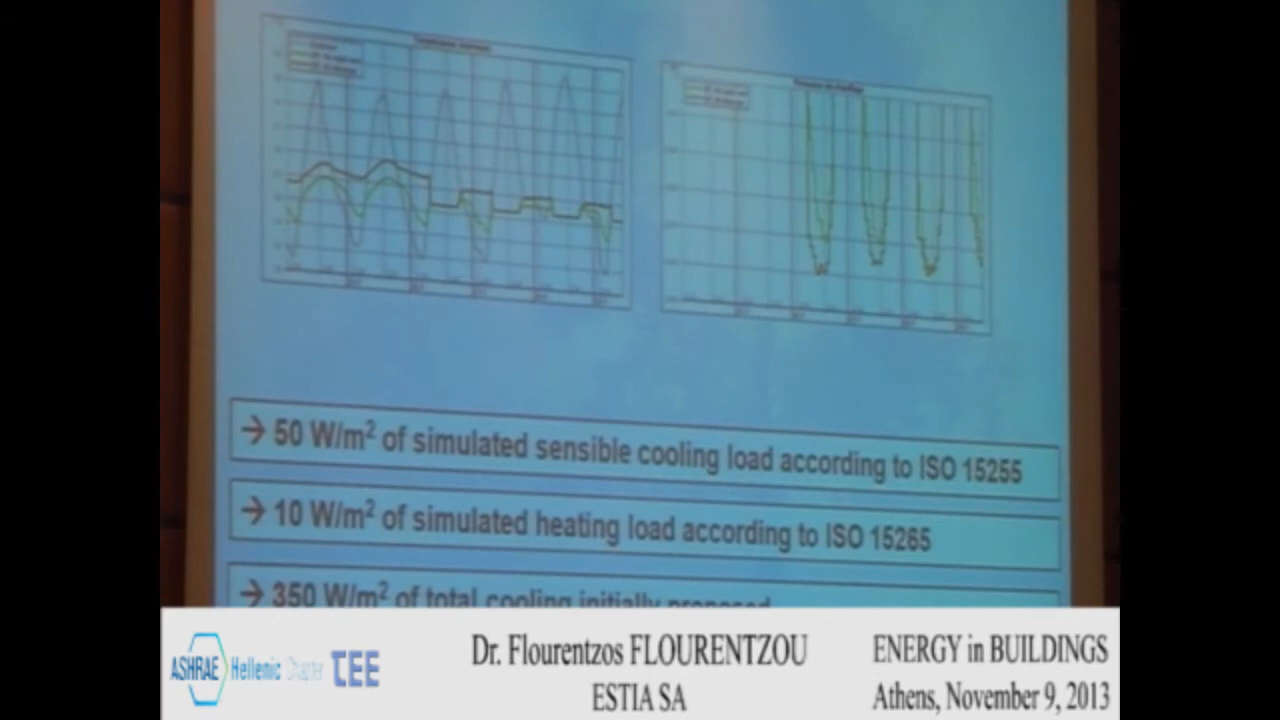 → 50 W/m² of simulated sensible cooling load according to ISO 15255
→ 10 W/m² of simulated heating load according to ISO 15265
→ 350 W/m² of total cooling initially proposed
ASHRAE Hellenic Chapter TEE
Dr. Flourentzos FLOURENTZOU
ESTIA SA
ENERGY in BUILDINGS
Athens, November 9, 2013